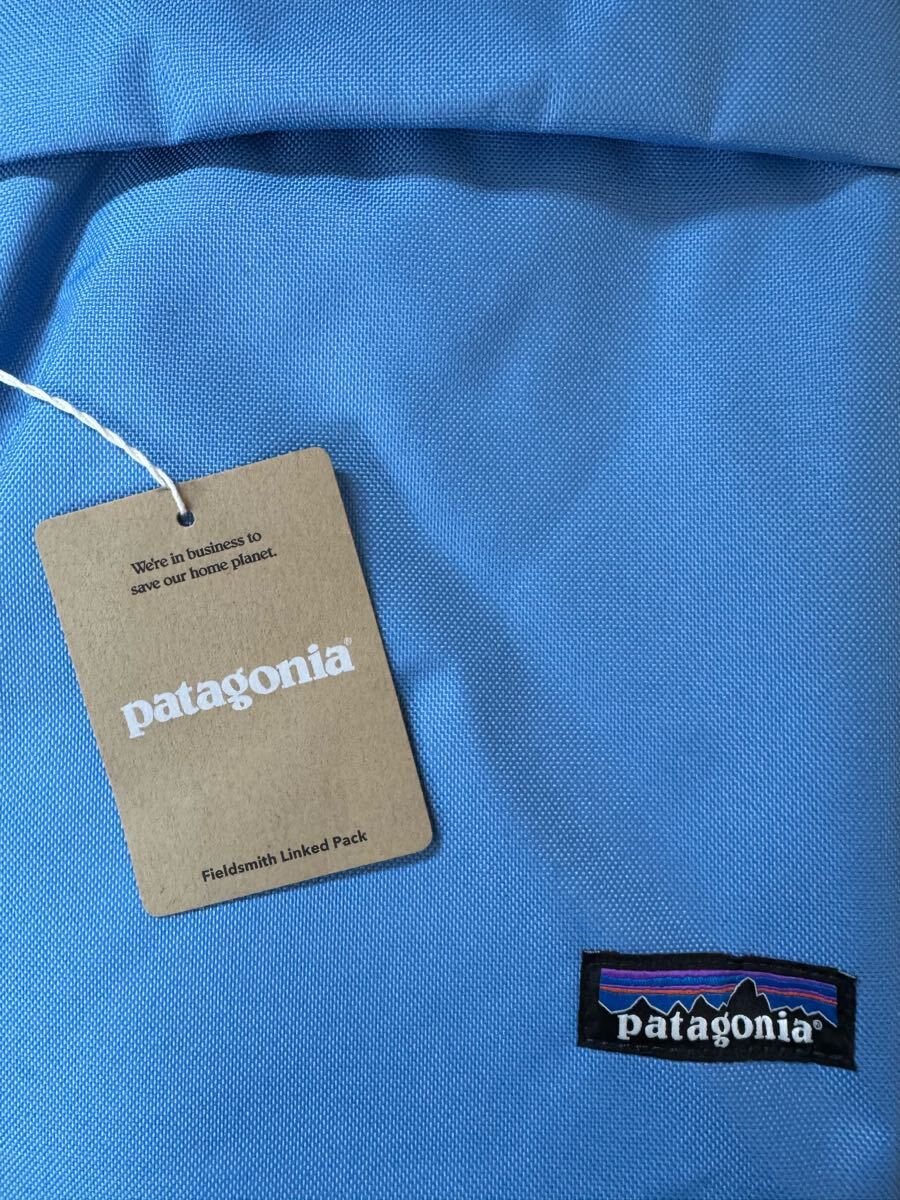 We're in business to
save our home planet.
patagonia®
Fieldsmith Linked Pack
patagonia®